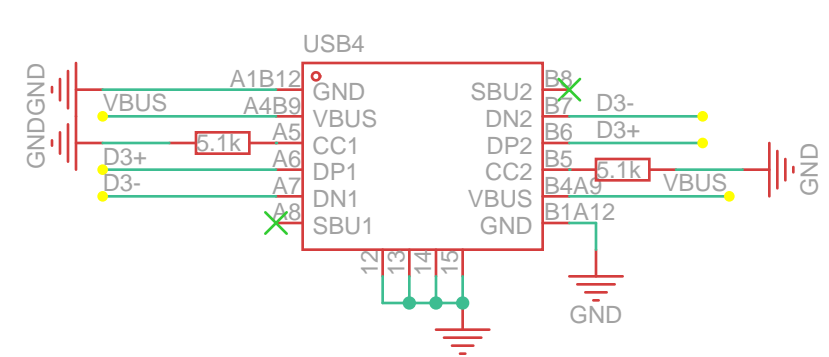 USB4
GND
GND
A1B12
GND
VBUS
A4B9
VBUS
5.1k
A5
CC1
D3+
A6
DP1
D3-
A7
DN1
A8
SBU1
SBU2
B8
DN2
B7
D3-
DP2
B6
D3+
CC2
B5
5.1k
GND
VBUS
B4A9
VBUS
GND
B1A12
GND
12
13
14
15